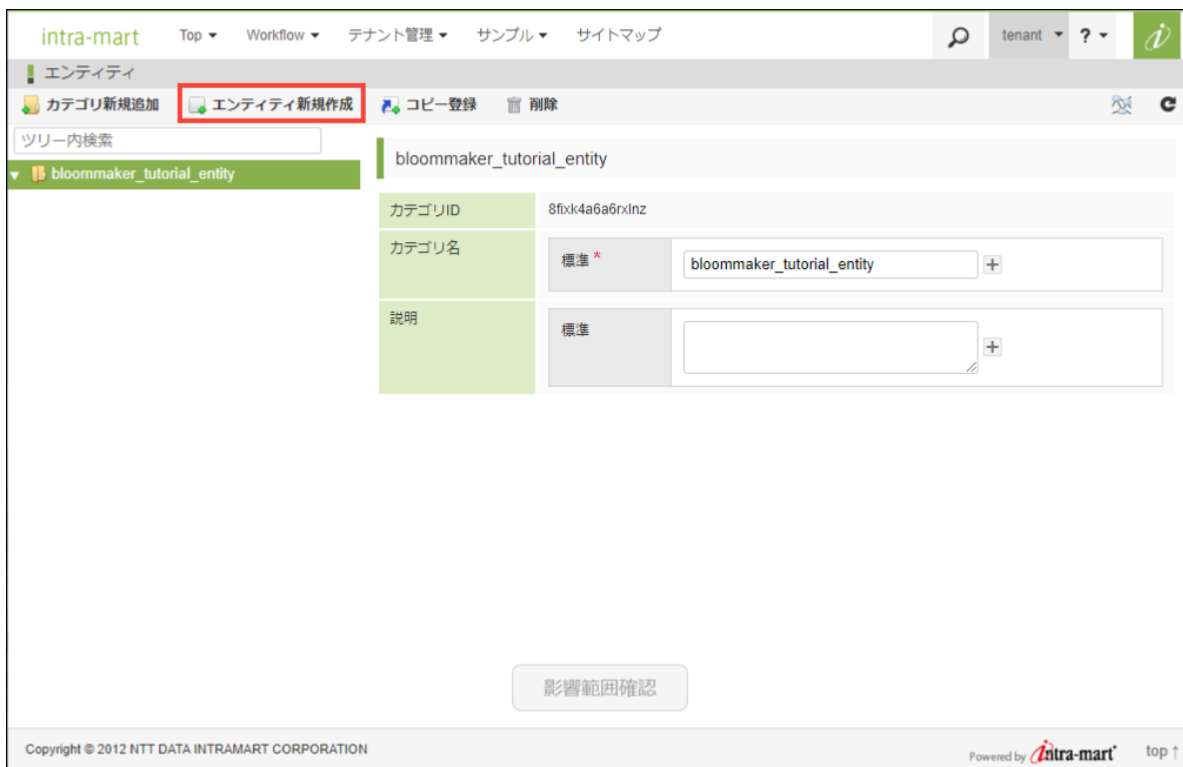 intra-mart Top ▼ Workflow ▼ テナント管理 ▼ サンプル ▼ サイトマップ tenant ▼ ? ▼ i
エンティティ
カテゴリ新規追加 エンティティ新規作成 コピー登録 削除
ツリー内検索
bloommaker_tutorial_entity
bloommaker_tutorial_entity
カテゴリID 8fixk4a6a6rxlnz
カテゴリ名 標準 * bloommaker_tutorial_entity
説明 標準
影響範囲確認
Copyright © 2012 NTT DATA INTRAMART CORPORATION Powered by intra-mart top ↑